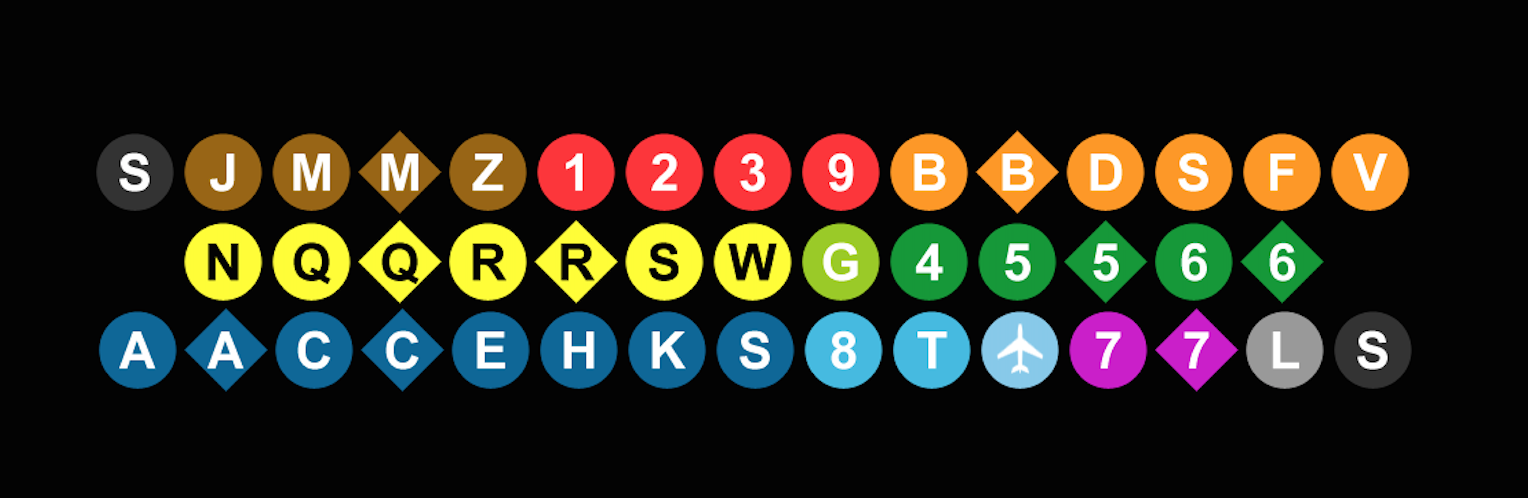 S J M M Z 1 2 3 9 B B D S F V
N Q Q R R S W G 4 5 5 6 6
A A C C E H K S 8 T 7 7 L S